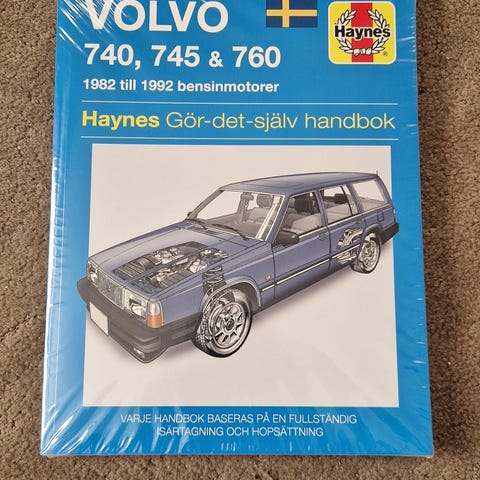 VOLVO
740, 745 & 760
1982 till 1992 bensinmotorer
Haynes
Haynes Gör-det-själv handbok
VARJE HANDBOK BASERAS PÅ EN FULLSTÄNDIG
ISÄRTAGNING OCH HOPSÄTTNING